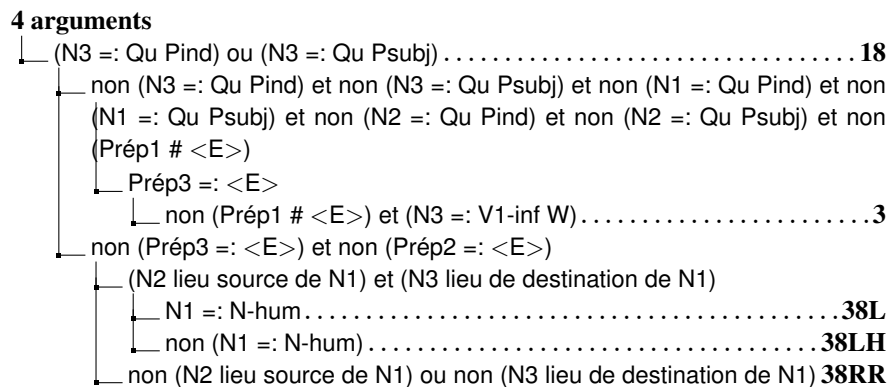 4 arguments
(N3 =: Qu Pind) ou (N3 =: Qu Psubj) . . . . . . . . . . . . . . . . . . . . . . . . . . . . . . . . . 18
non (N3 =: Qu Pind) et non (N3 =: Qu Psubj) et non (N1 =: Qu Pind) et non
(N1 =: Qu Psubj) et non (N2 =: Qu Pind) et non (N2 =: Qu Psubj) et non
(Prép1 # <E>)
Prép3 =: <E>
non (Prép1 # <E>) et (N3 =: V1-inf W) . . . . . . . . . . . . . . . . . . . . . . 3
non (Prép3 =: <E>) et non (Prép2 =: <E>)
(N2 lieu source de N1) et (N3 lieu de destination de N1)
N1 =: N-hum . . . . . . . . . . . . . . . . . . . . . . . . . . . . . . . . . . . . . . . . . 38L
non (N1 =: N-hum) . . . . . . . . . . . . . . . . . . . . . . . . . . . . . . . . . . 38LH
non (N2 lieu source de N1) ou non (N3 lieu de destination de N1) 38RR